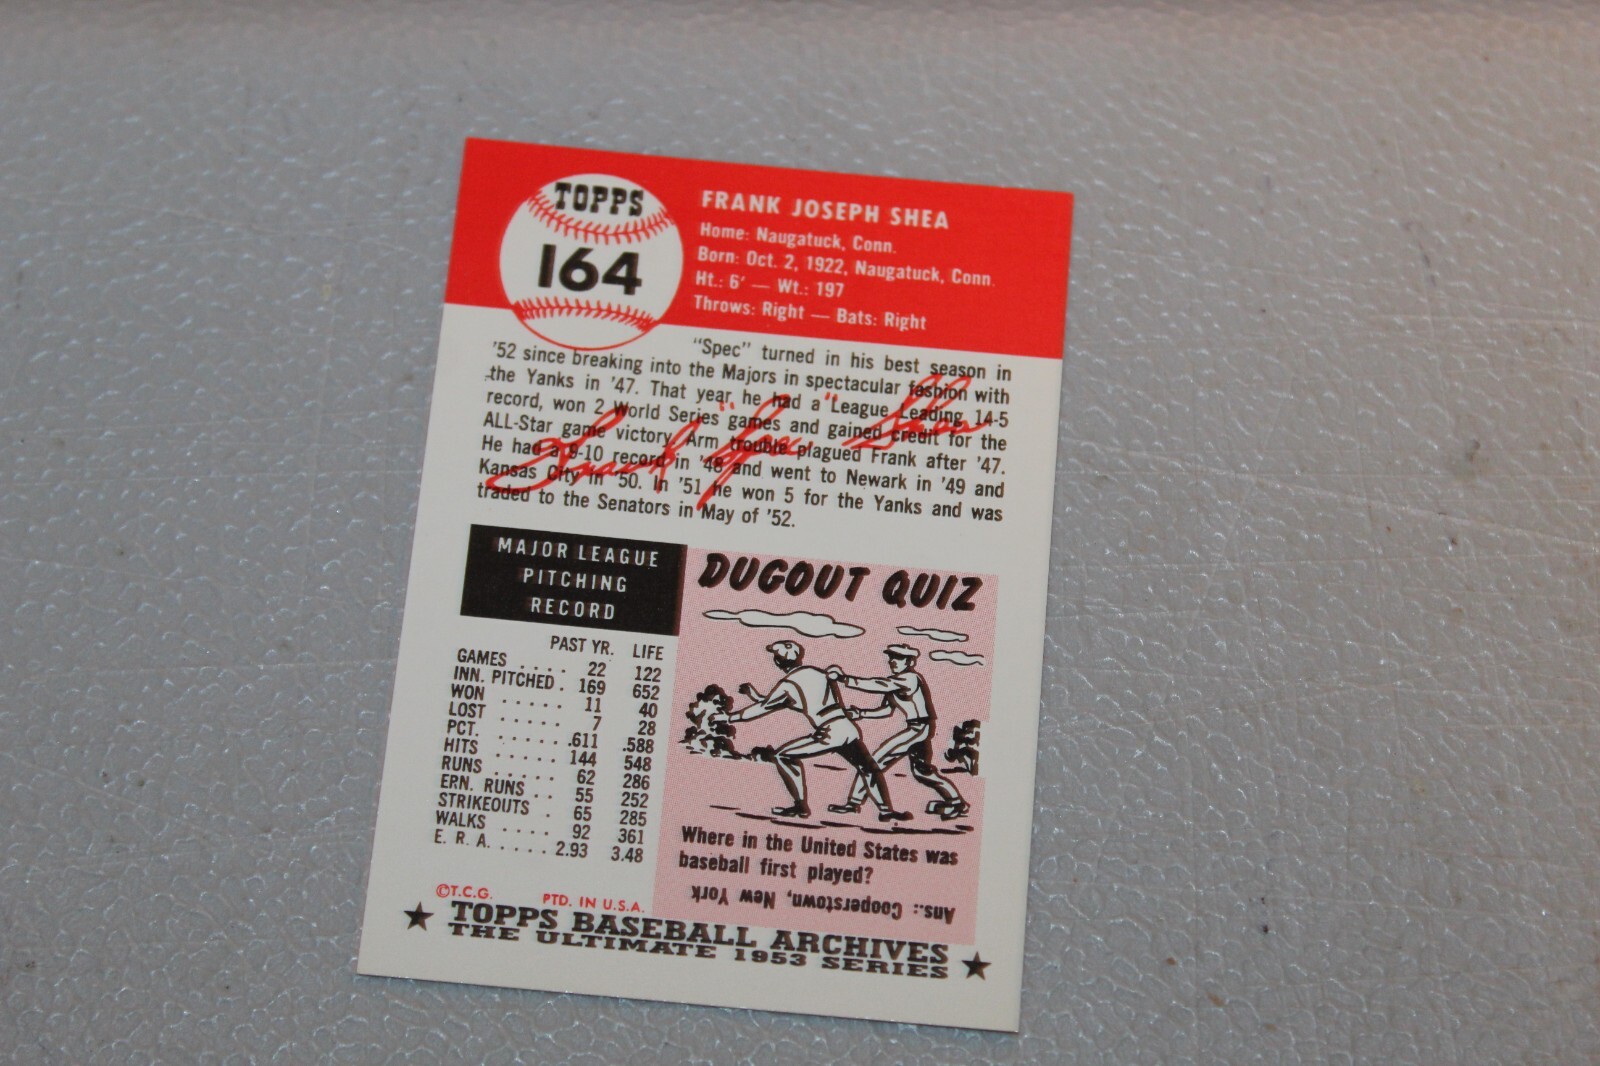 TOPPS
164
FRANK JOSEPH SHEA
Home: Naugatuck, Conn.
Born: Oct. 2, 1922, Naugatuck, Conn.
Ht.: 6' — Wt.: 197
Throws: Right — Bats: Right
"Spec" turned in his best season in
'52 since breaking into the Majors in spectacular fashion with
the Yanks in '47. That year he had a League Leading 14-5
record, won 2 World Series games and gained credit for the
ALL-Star game victory. Arm trouble plagued Frank after '47.
He had a 9-10 record in '48 and went to Newark in '49 and
Kansas City in '50. In '51 he won 5 for the Yanks and was
traded to the Senators in May of '52.
Frank "Spec" Shea
MAJOR LEAGUE
PITCHING
RECORD
PAST YR. LIFE
GAMES .... 22 122
INN. PITCHED . 169 652
WON ..... 11 40
LOST ..... 7 28
PCT. ..... .611 .588
HITS ..... 144 548
RUNS ..... 62 286
ERN. RUNS .. 55 252
STRIKEOUTS . 65 285
WALKS .... 92 361
E. R. A. ..... 2.93 3.48
DUGOUT QUIZ
Where in the United States was
baseball first played?
Ans.: Cooperstown, New York
©T.C.G. PTD. IN U.S.A.
★ TOPPS BASEBALL ARCHIVES
THE ULTIMATE 1953 SERIES ★